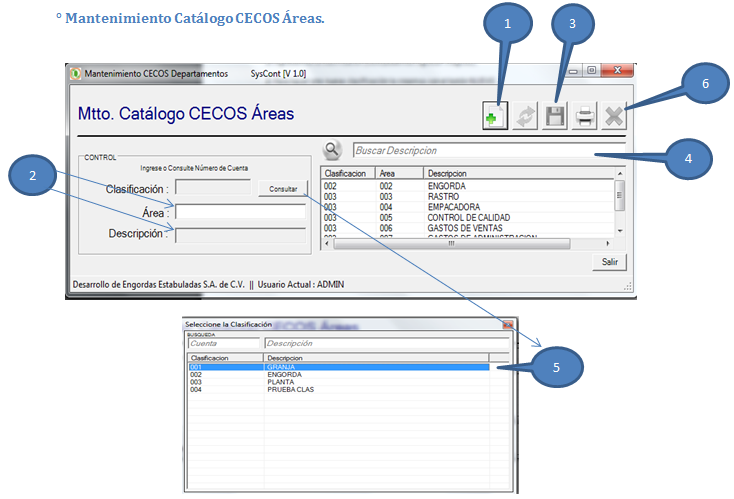 ° Mantenimiento Catálogo CECOS Áreas.
1
3
6
4
2
5
Mantenimiento CECOS Departamentos SysCont [V 1.0]
Mtto. Catálogo CECOS Áreas
CONTROL
Ingrese o Consulte Número de Cuenta
Clasificación :
Consultar
Área :
Descripción :
Buscar Descripcion
Clasificacion Area Descripcion
002 002 ENGORDA
003 003 RASTRO
003 004 EMPACADORA
003 005 CONTROL DE CALIDAD
003 006 GASTOS DE VENTAS
003 007 GASTOS DE ADMINISTRACION
Salir
Desarrollo de Engordas Estabuladas S.A. de C.V. || Usuario Actual : ADMIN
Seleccione la Clasificación
BUSQUEDA
Cuenta Descripción
Clasificacion Descripcion
001 GRANJA
002 ENGORDA
003 PLANTA
004 PRUEBA CLAS